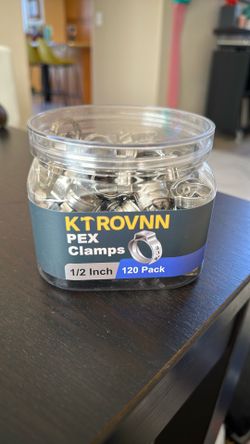 KTROVNN
PEX
Clamps
1/2 Inch 120 Pack